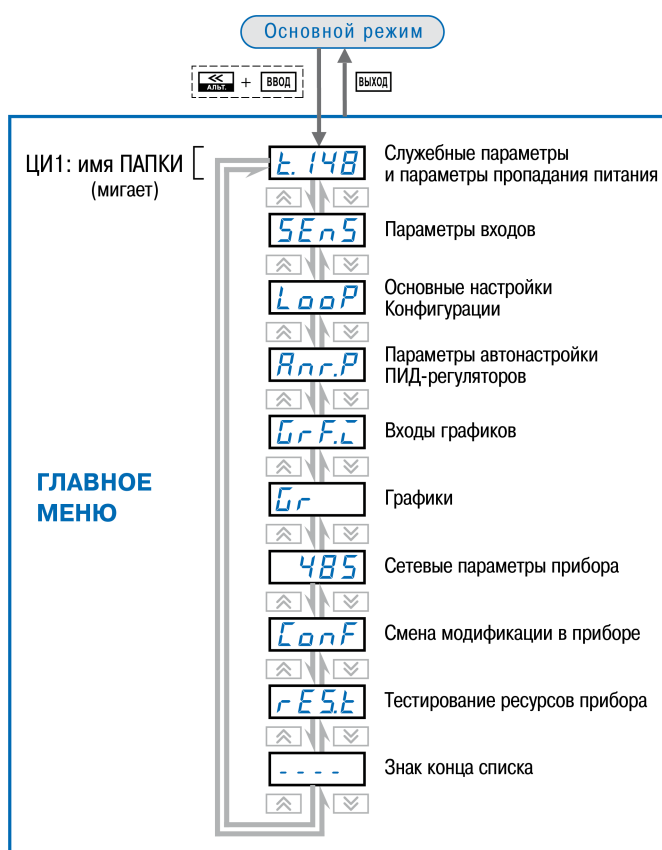 Основной режим
<< АЛЬТ. + ВВОД
ВЫХОД
ЦИ1: имя ПАПКИ
(мигает)
t.148
Служебные параметры
и параметры пропадания питания
SEnS
Параметры входов
LooP
Основные настройки
Конфигурации
Anr.P
Параметры автонастройки
ПИД-регуляторов
GrF.i
Входы графиков
ГЛАВНОЕ
МЕНЮ
Gr
Графики
485
Сетевые параметры прибора
ConF
Смена модификации в приборе
rES.t
Тестирование ресурсов прибора
- - - -
Знак конца списка